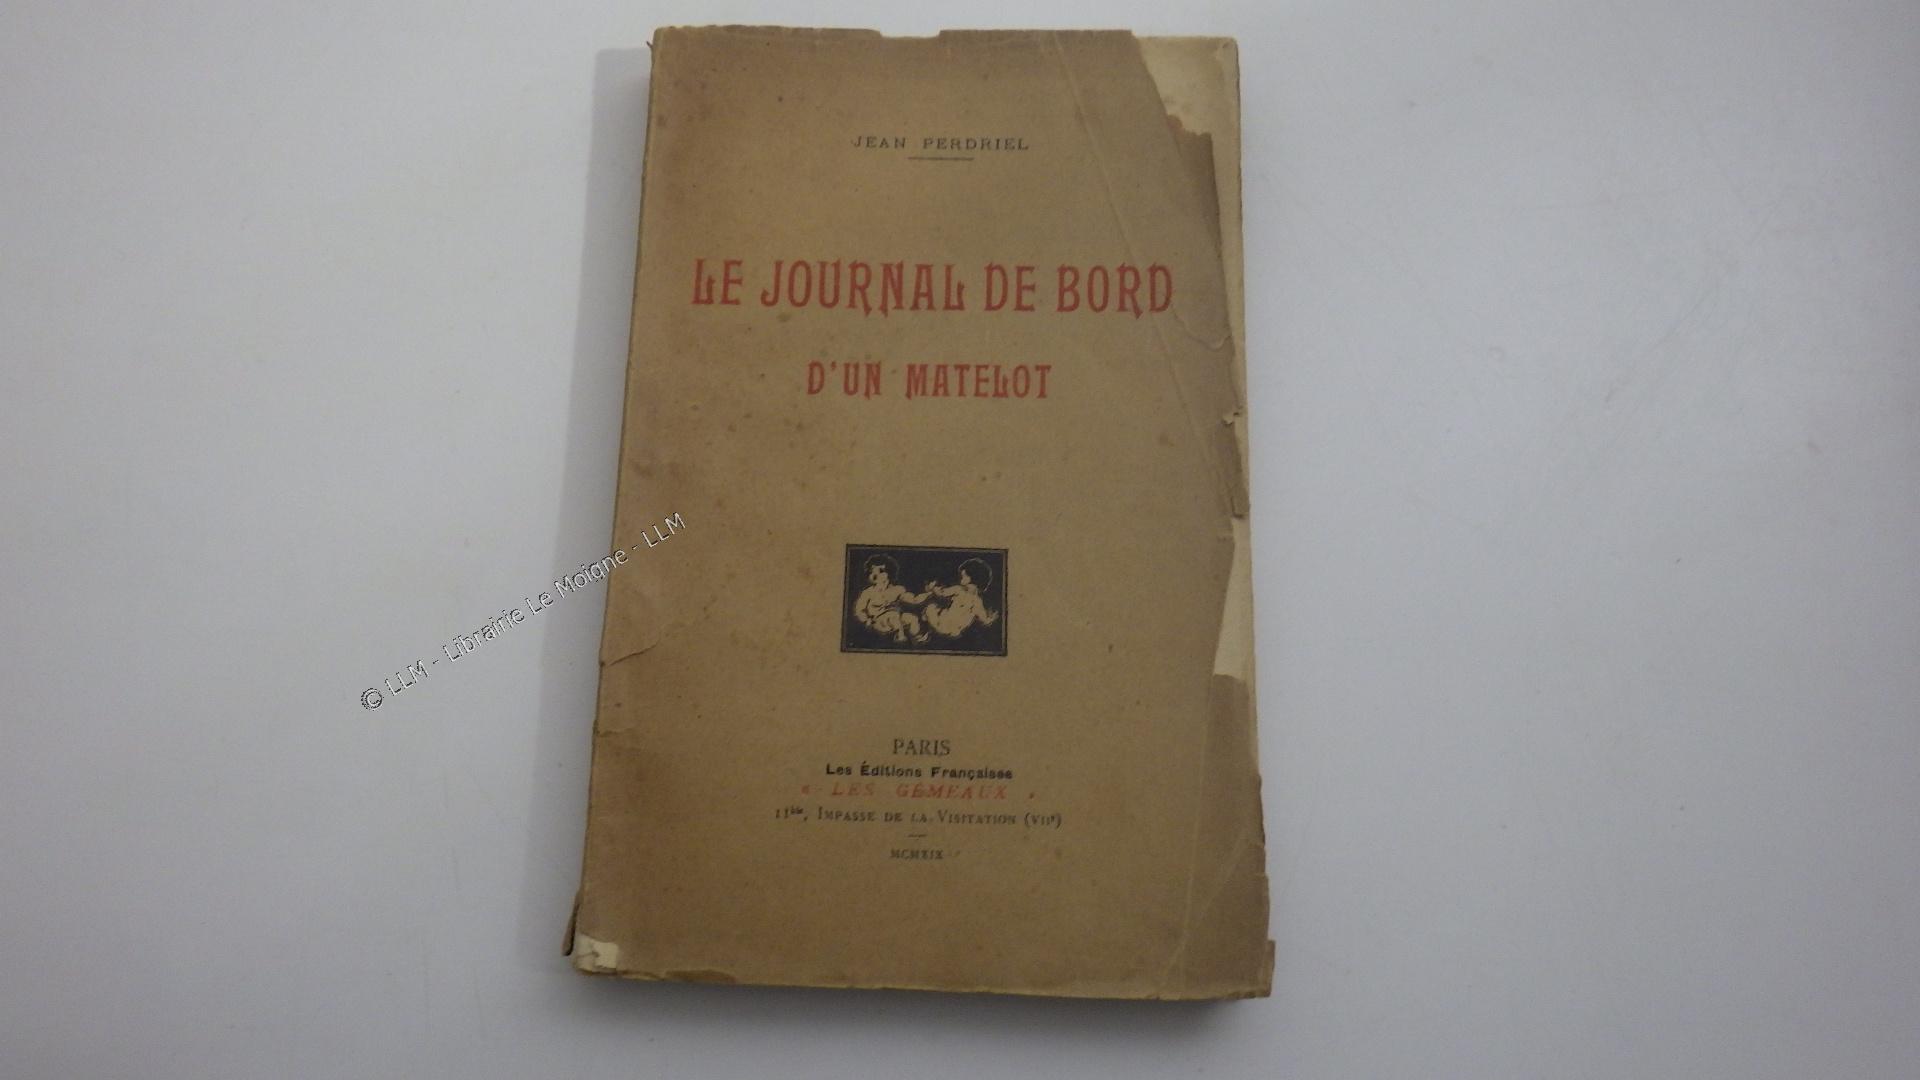 JEAN PERDRIEL
LE JOURNAL DE BORD
D'UN MATELOT
© LLM - Librairie Le Moigne - LLM
PARIS
Les Éditions Françaises
« LES GÉMEAUX »
11bis, IMPASSE DE LA VISITATION (VIIe)
MCMXIX